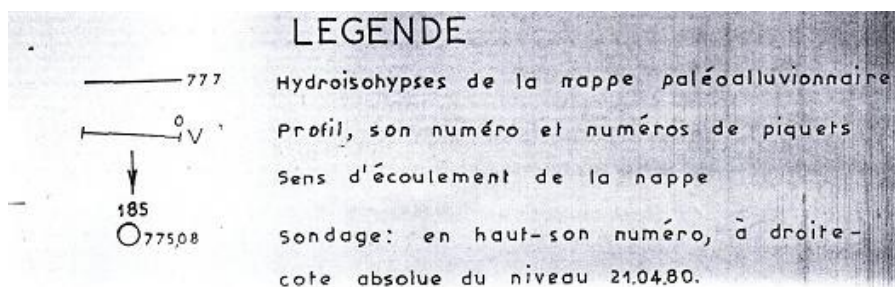 LEGENDE
777 Hydroisohypses de la nappe paléoalluvionnaire
0 V Profil, son numéro et numéros de piquets
Sens d'écoulement de la nappe
185
775,08 Sondage: en haut-son numéro, à droite-
cote absolue du niveau 21.04.80.